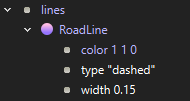 lines
RoadLine
color 1 1 0
type "dashed"
width 0.15